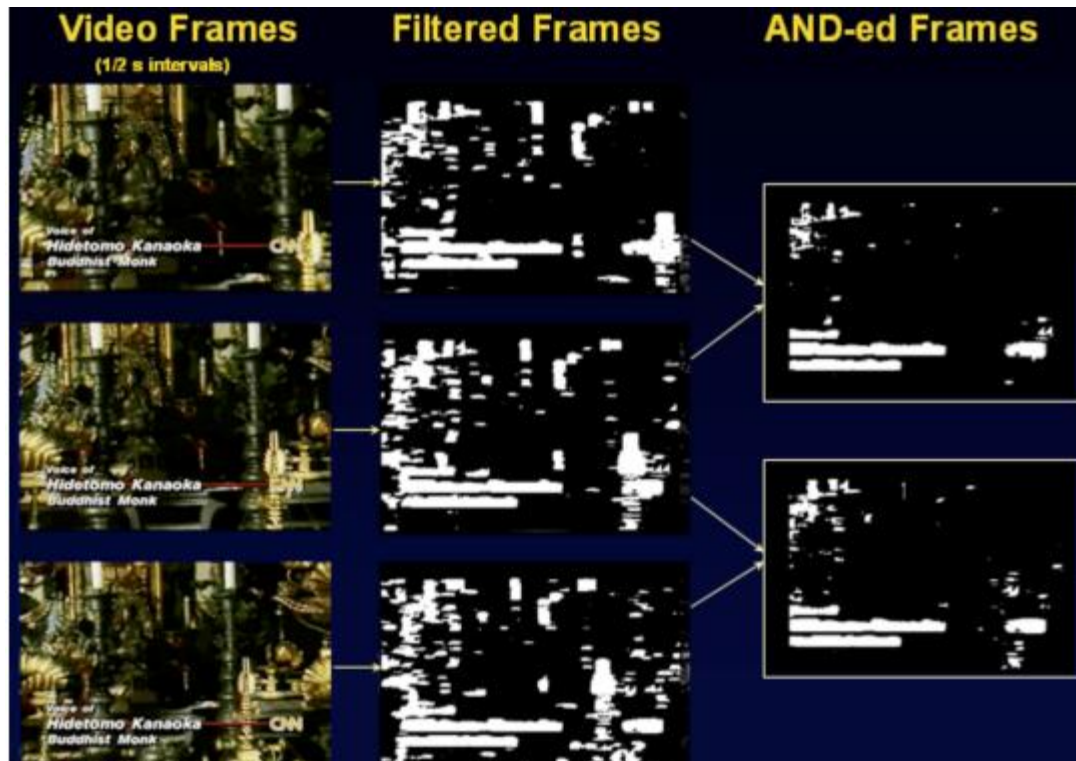 Video Frames
(1/2 s intervals)
Filtered Frames
AND-ed Frames
Voice of
Hidetomo Kanaoka
CNN
Buddhist Monk
Voice of
Hidetomo Kanaoka
CNN
Buddhist Monk
Voice of
Hidetomo Kanaoka
CNN
Buddhist Monk